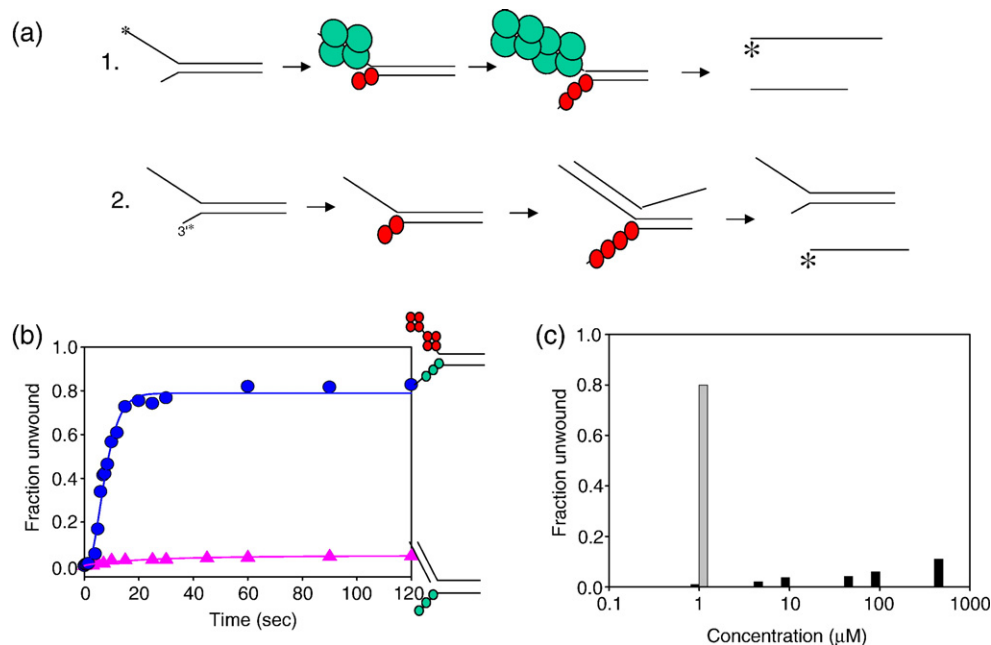 (a)
*
1.
*
2.
3'*
*
(b)
1.0
0.8
0.6
0.4
0.2
0.0
Fraction unwound
0 20 40 60 80 100 120
Time (sec)
(c)
1.0
0.8
0.6
0.4
0.2
0.0
Fraction unwound
0.1 1 10 100 1000
Concentration (μM)